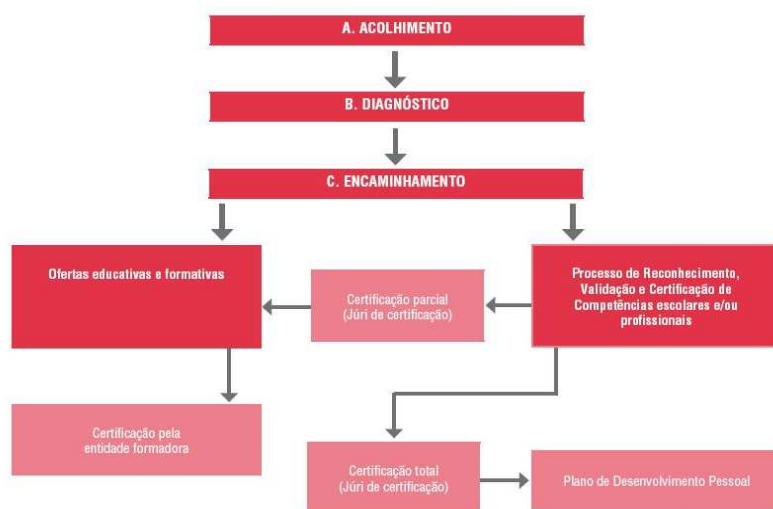 A. ACOLHIMENTO
B. DIAGNÓSTICO
C. ENCAMINHAMENTO
Ofertas educativas e formativas
Certificação parcial
(Júri de certificação)
Processo de Reconhecimento,
Validação e Certificação de
Competências escolares e/ou
profissionais
Certificação pela
entidade formadora
Certificação total
(Júri de certificação)
Plano de Desenvolvimento Pessoal